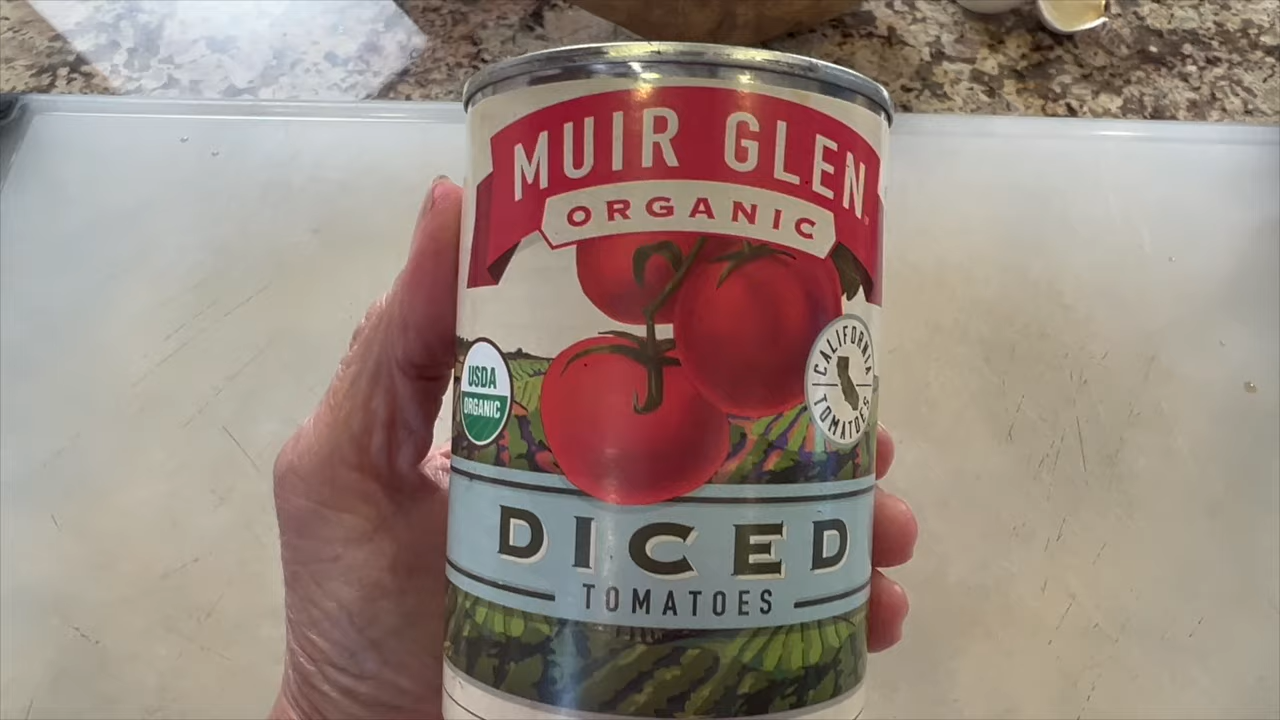 MUIR GLEN
ORGANIC
USDA
ORGANIC
CALIFORNIA
TOMATOES
DICED
TOMATOES